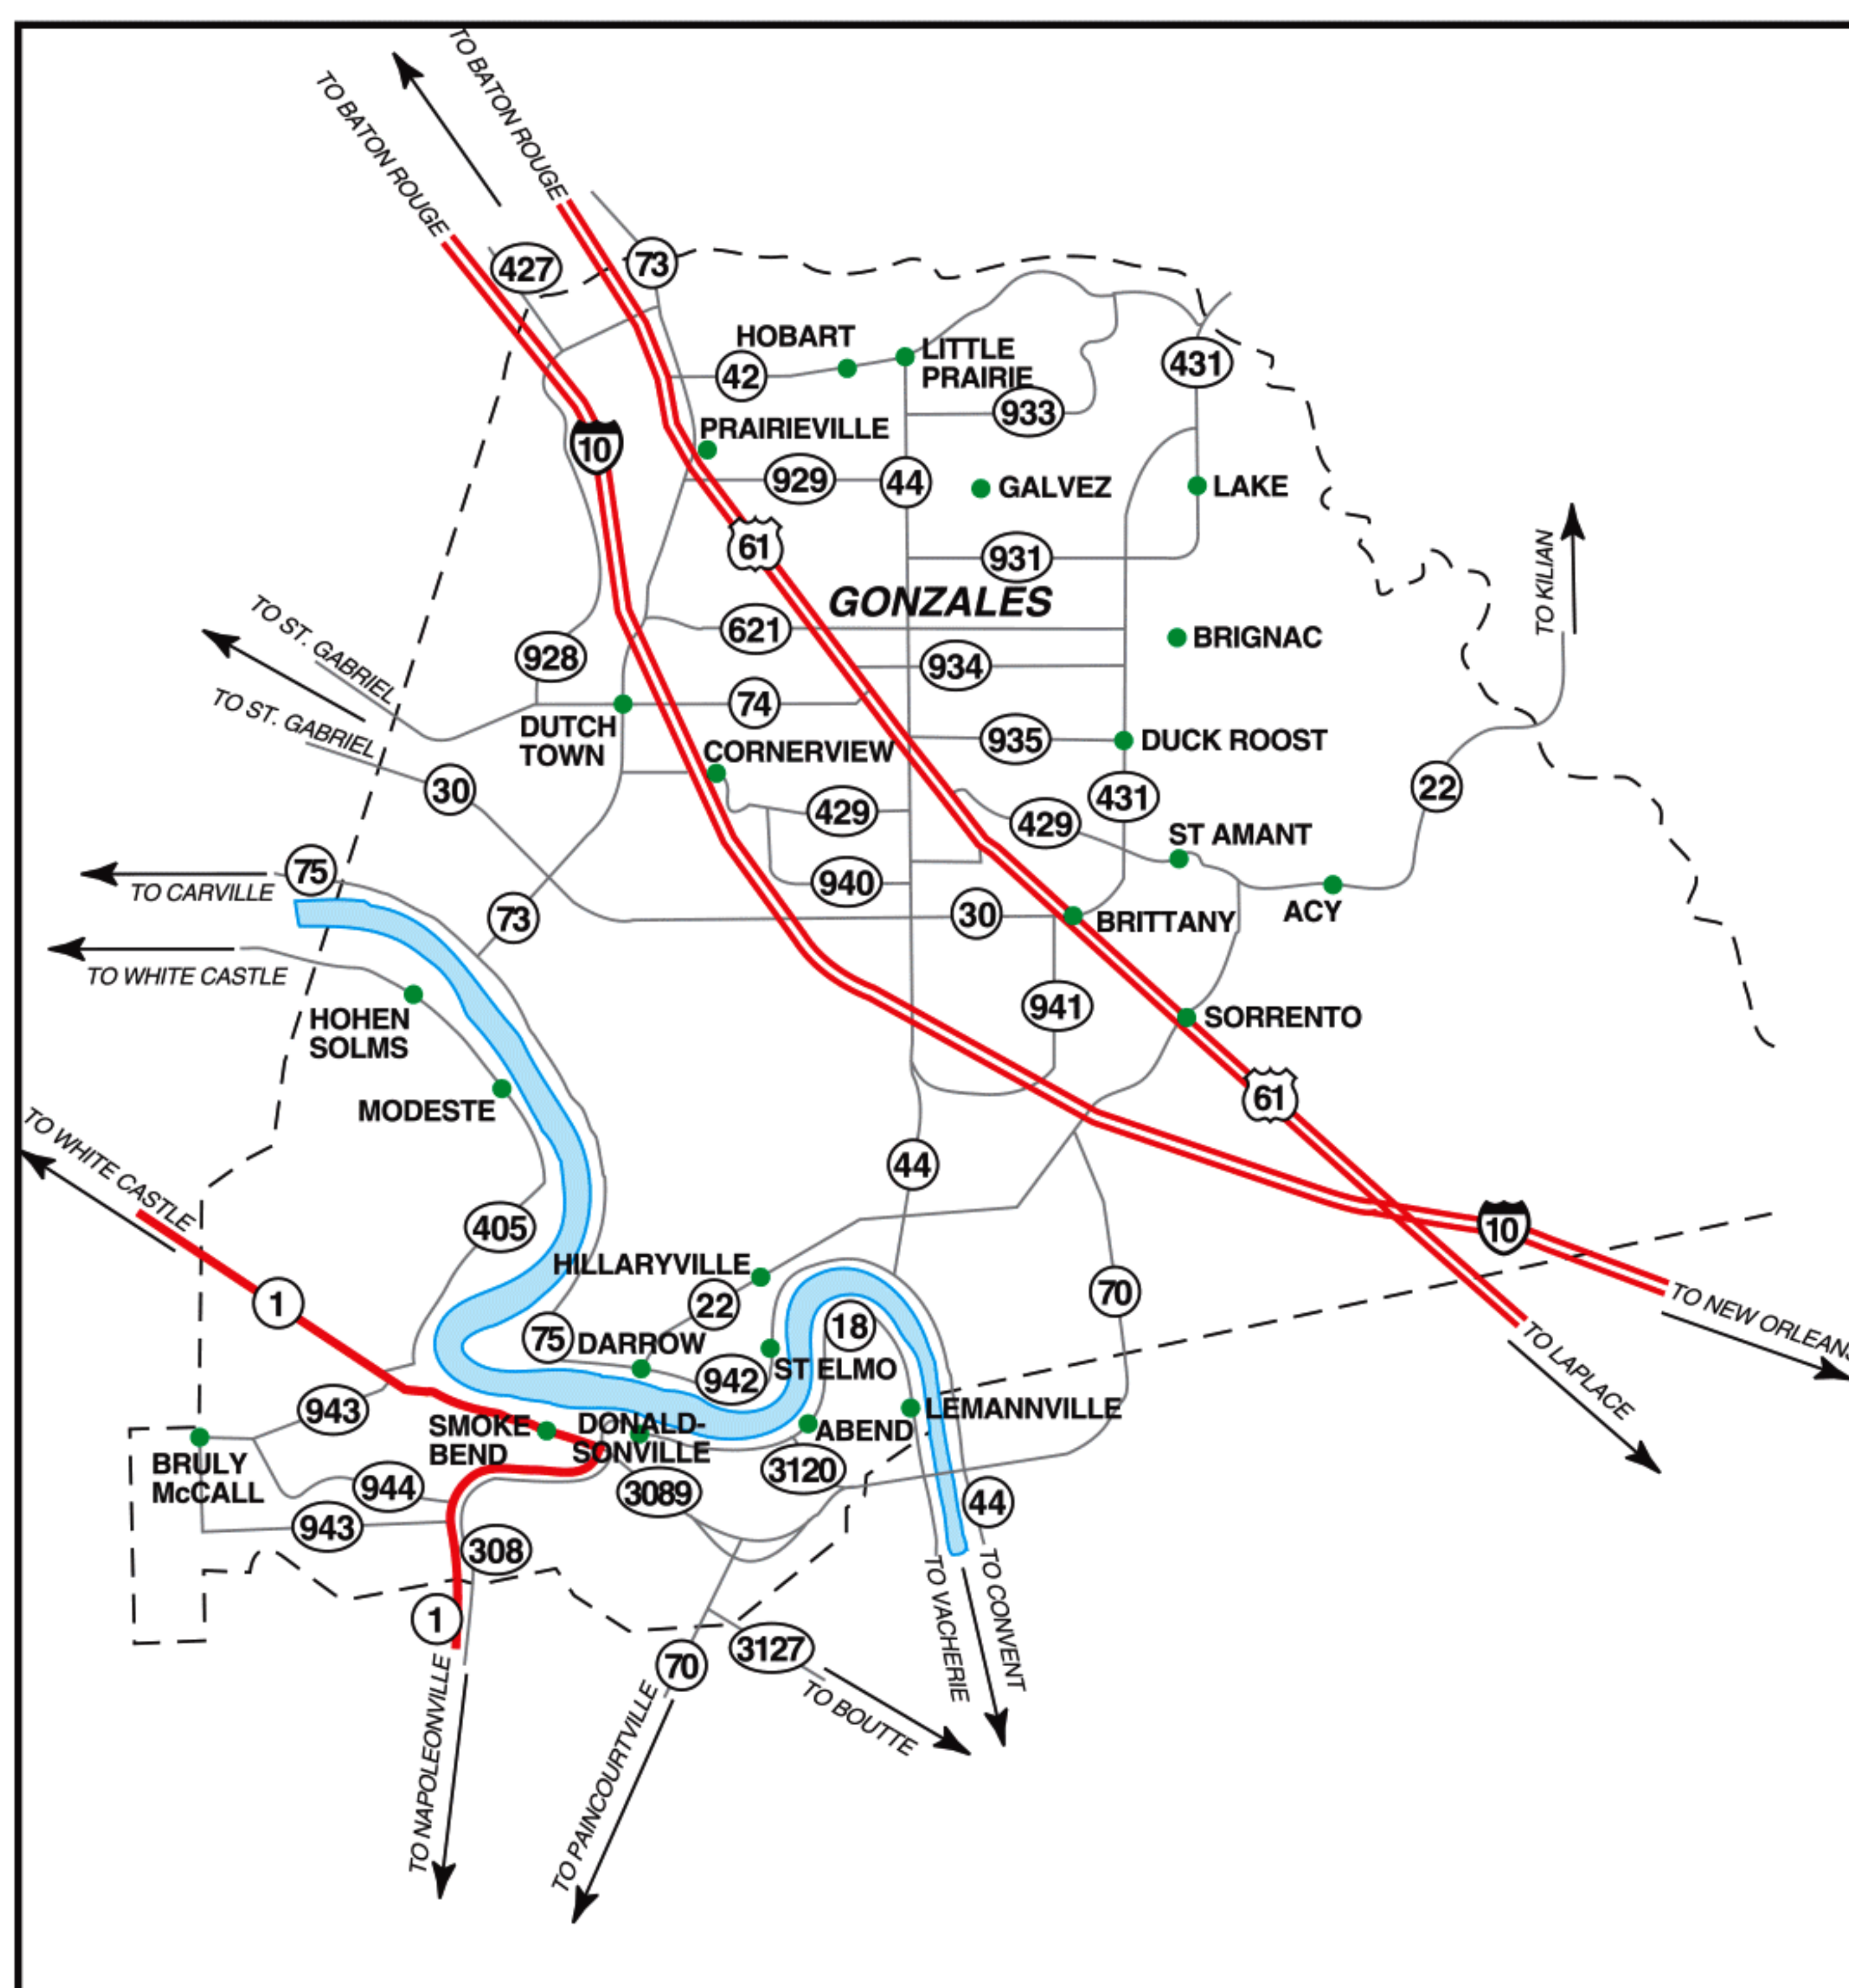 TO BATON ROUGE
TO BATON ROUGE
427
73
HOBART
LITTLE
PRAIRIE
42
431
933
PRAIRIEVILLE
10
929
44
GALVEZ
LAKE
61
931
TO KILIAN
GONZALES
TO ST. GABRIEL
621
BRIGNAC
928
934
TO ST. GABRIEL
74
DUTCH
TOWN
CORNERVIEW
935
DUCK ROOST
30
429
429
431
22
ST AMANT
75
TO CARVILLE
940
ACY
73
30
BRITTANY
TO WHITE CASTLE
941
HOHEN
SOLMS
SORRENTO
MODESTE
61
TO WHITE CASTLE
44
405
10
HILLARYVILLE
1
22
70
TO NEW ORLEANS
75
DARROW
18
942
ST ELMO
TO LAPLACE
943
SMOKE
BEND
DONALD-
SONVILLE
ABEND
LEMANNVILLE
BRULY
McCALL
944
3089
3120
44
943
308
1
TO VACHERIE
TO CONVENT
70
3127
TO BOUTTE
TO NAPOLEONVILLE
TO PAINCOURTVILLE